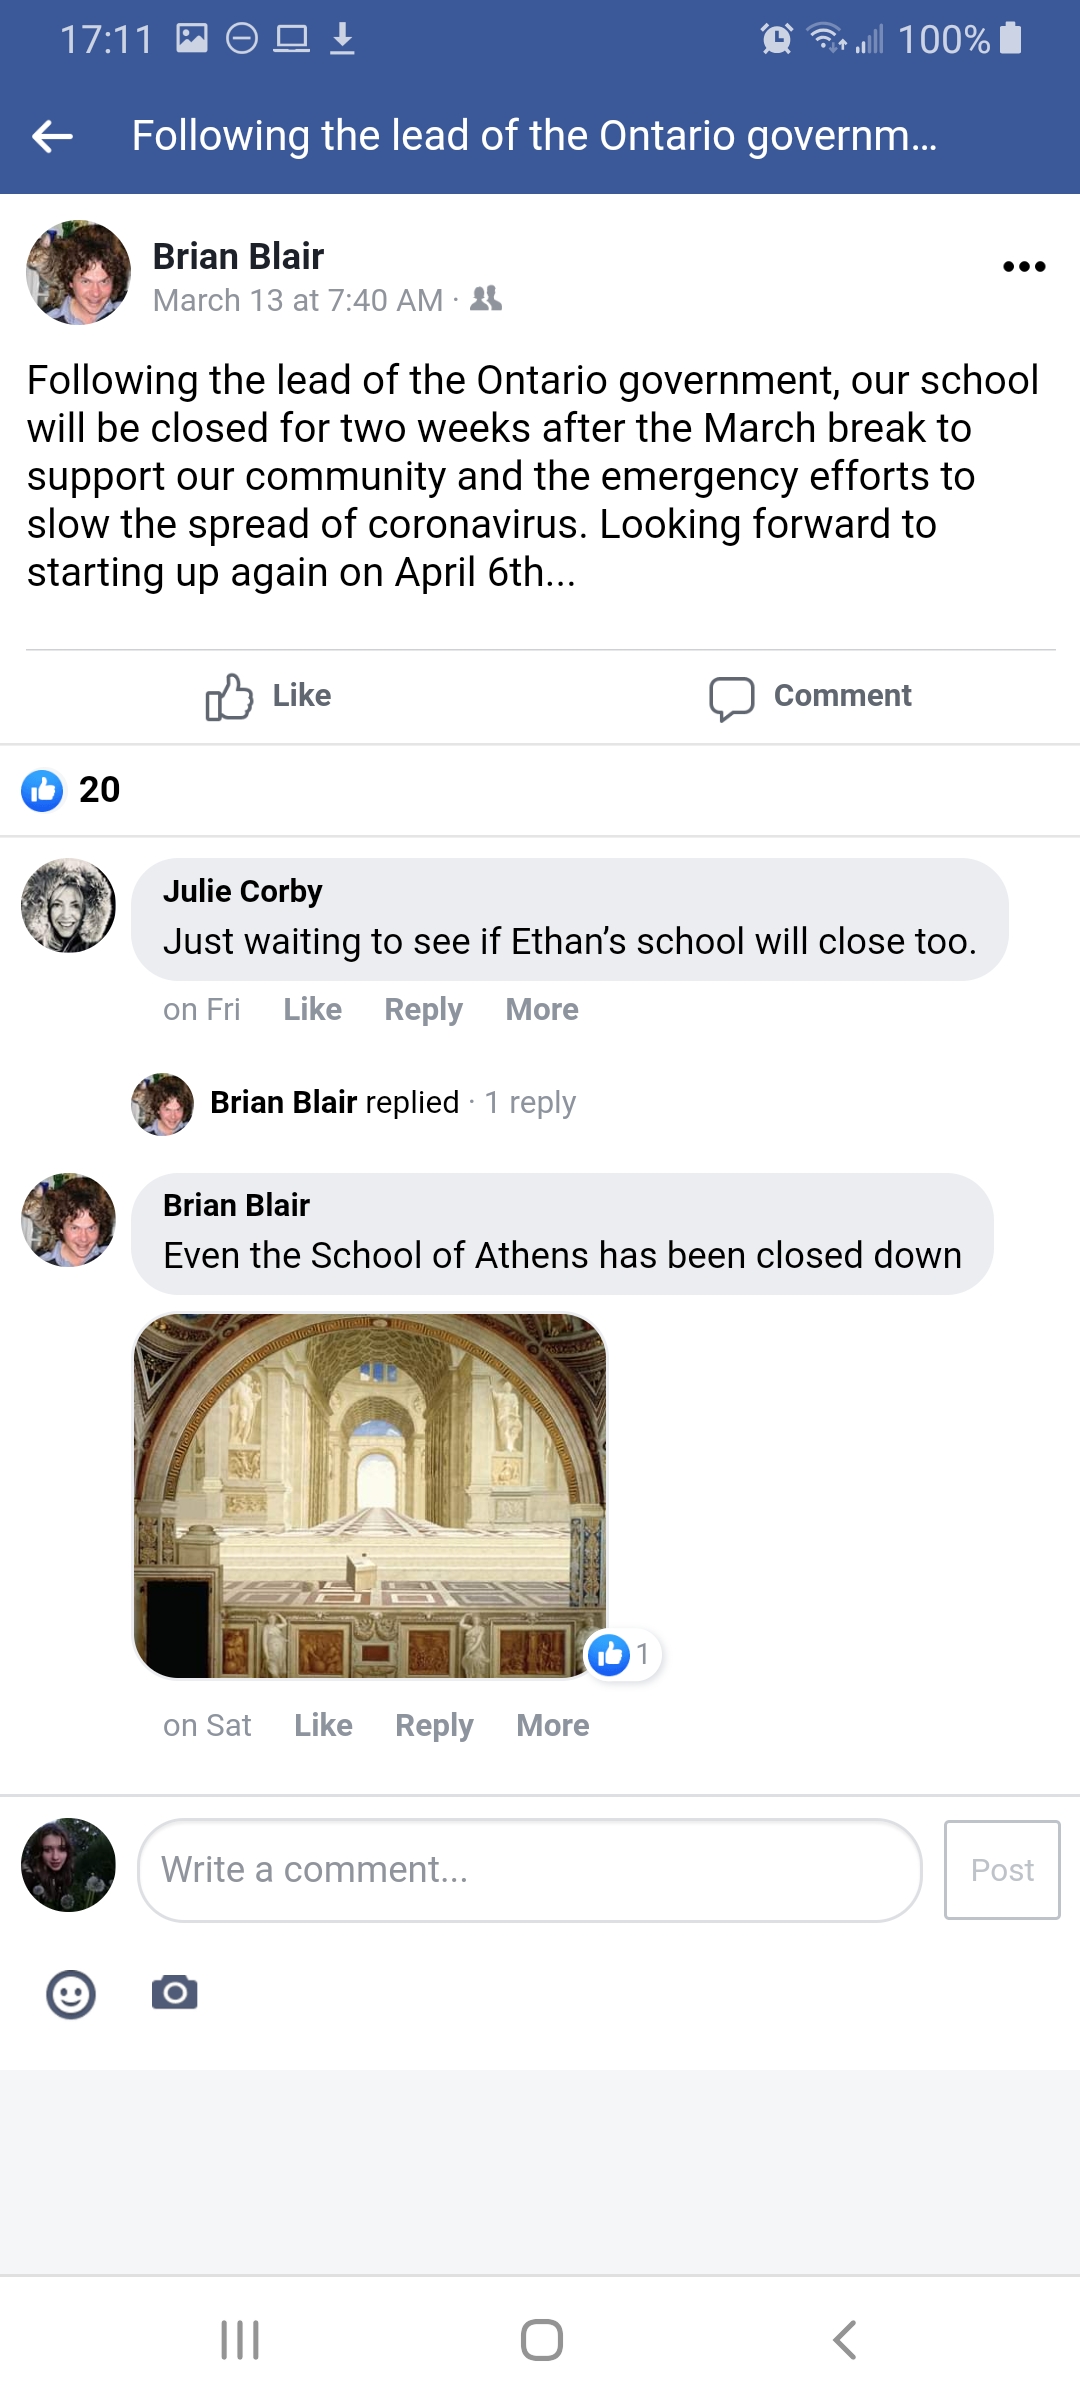 17:11 100%
Following the lead of the Ontario governm...
Brian Blair
March 13 at 7:40 AM ·
Following the lead of the Ontario government, our school
will be closed for two weeks after the March break to
support our community and the emergency efforts to
slow the spread of coronavirus. Looking forward to
starting up again on April 6th...
Like Comment
20
Julie Corby
Just waiting to see if Ethan’s school will close too.
on Fri Like Reply More
Brian Blair replied · 1 reply
Brian Blair
Even the School of Athens has been closed down
1
on Sat Like Reply More
Write a comment... Post